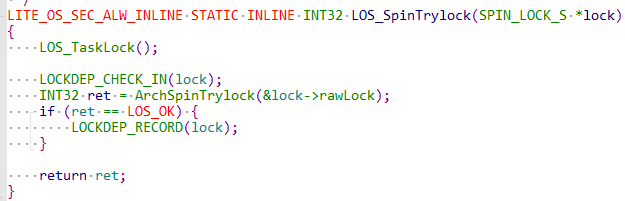 LITE_OS_SEC_ALW_INLINE STATIC INLINE INT32 LOS_SpinTrylock(SPIN_LOCK_S *lock)
{
    LOS_TaskLock();

    LOCKDEP_CHECK_IN(lock);
    INT32 ret = ArchSpinTrylock(&lock->rawLock);
    if (ret == LOS_OK) {
        LOCKDEP_RECORD(lock);
    }

    return ret;
}